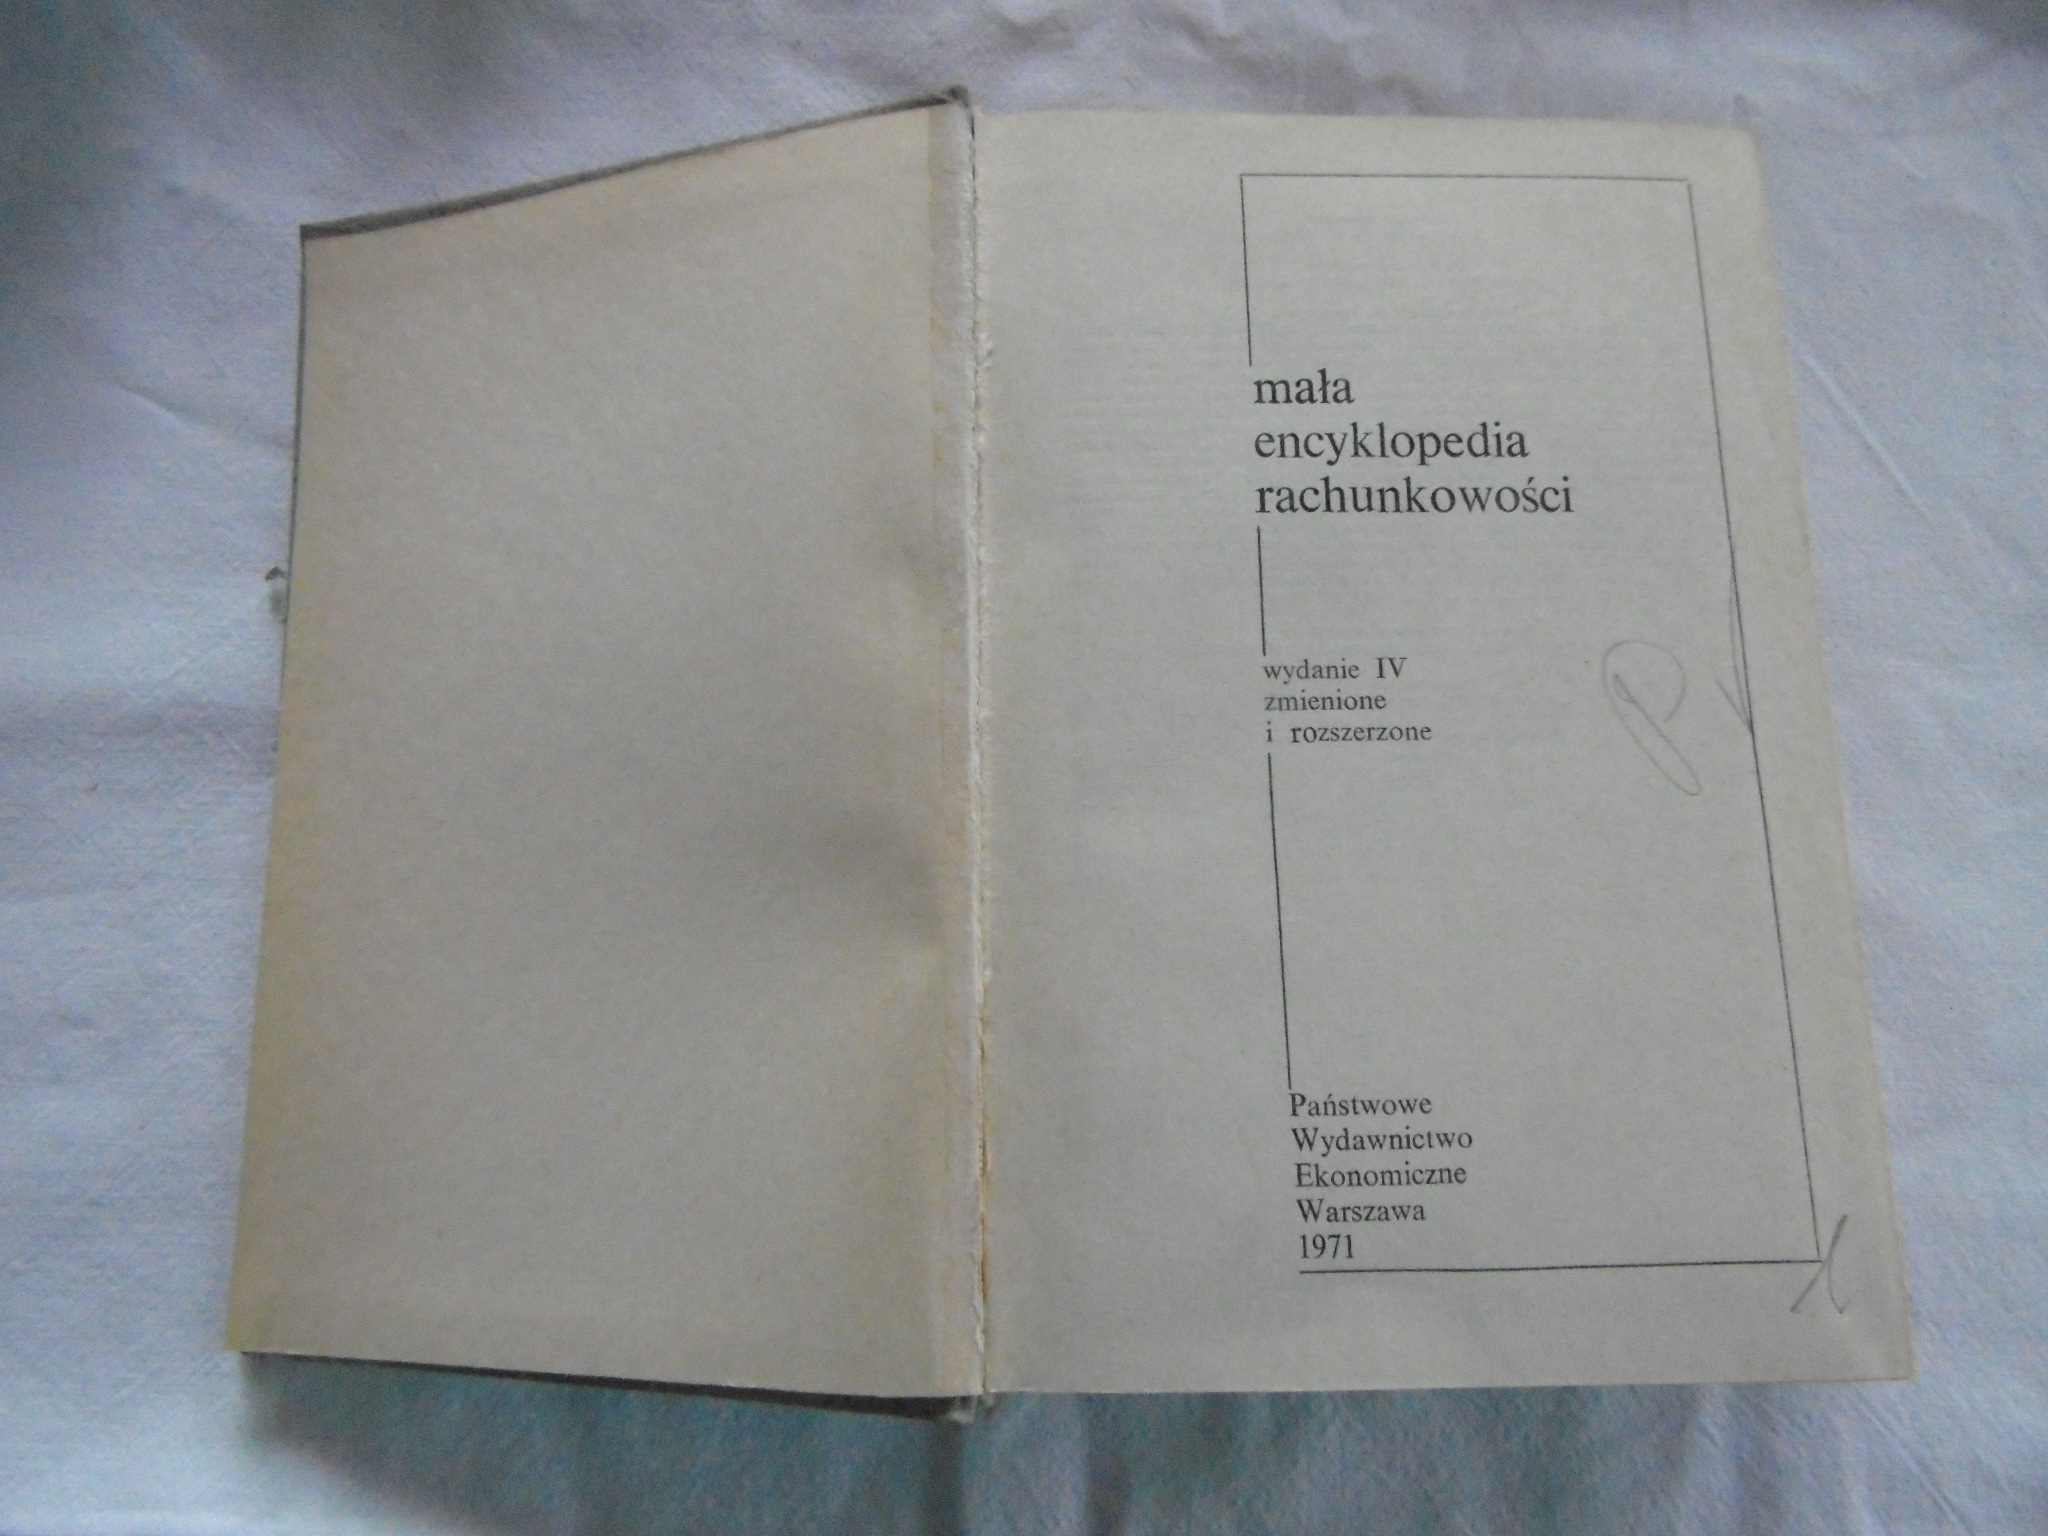 mała
encyklopedia
rachunkowości
wydanie IV
zmienione
i rozszerzone
Państwowe
Wydawnictwo
Ekonomiczne
Warszawa
1971